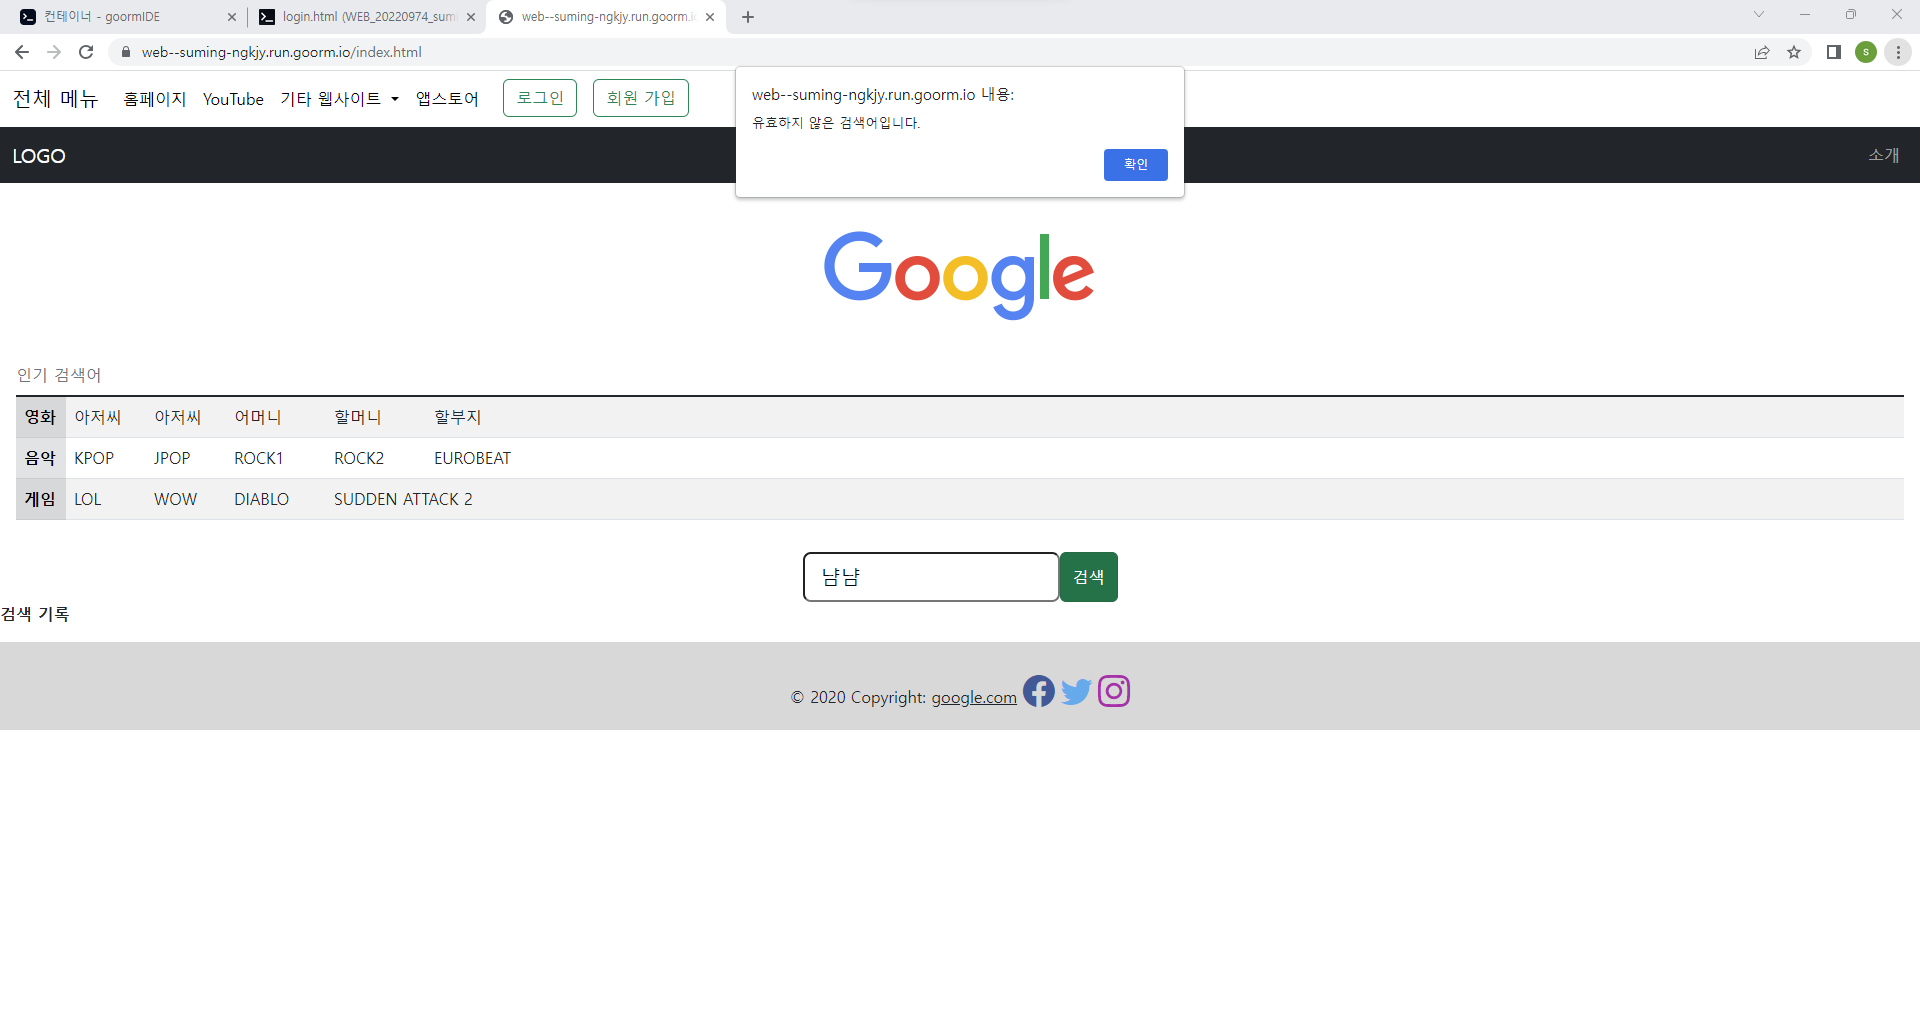 컨테이너 - goormIDE
login.html (WEB_20220974_sumi
web--suming-ngkjy.run.goorm.i
web--suming-ngkjy.run.goorm.io/index.html
s
web--suming-ngkjy.run.goorm.io 내용:
유효하지 않은 검색어입니다.
확인
전체 메뉴 홈페이지 YouTube 기타 웹사이트 앱스토어 로그인 회원 가입
LOGO 소개
Google
인기 검색어
영화 아저씨 아저씨 어머니 할머니 할부지
음악 KPOP JPOP ROCK1 ROCK2 EUROBEAT
게임 LOL WOW DIABLO SUDDEN ATTACK 2
냠냠 검색
검색 기록
© 2020 Copyright: google.com